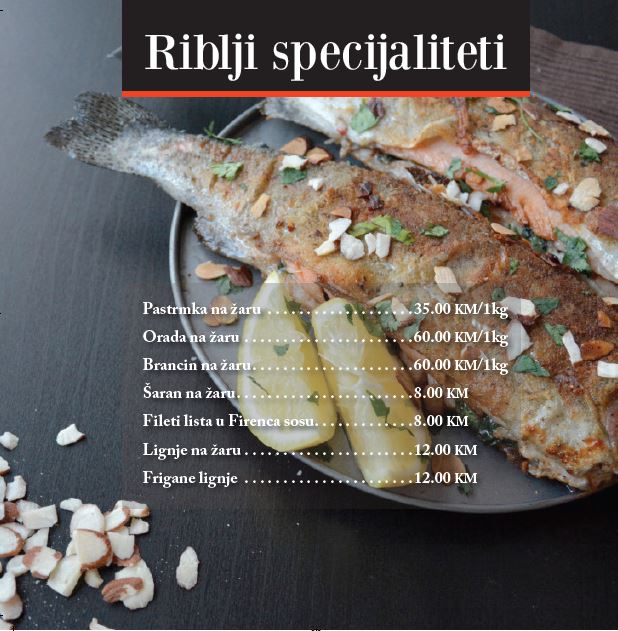 Riblji specijaliteti
Pastrmka na žaru . . . . . . . . . . . . . . . . . . .35.00 KM/1kg
Orada na žaru . . . . . . . . . . . . . . . . . . . . . .60.00 KM/1kg
Brancin na žaru. . . . . . . . . . . . . . . . . . . . .60.00 KM/1kg
Šaran na žaru. . . . . . . . . . . . . . . . . . . . . . .8.00 KM
Fileti lista u Firenca sosu. . . . . . . . . . . . .8.00 KM
Lignje na žaru . . . . . . . . . . . . . . . . . . . . . .12.00 KM
Frigane lignje . . . . . . . . . . . . . . . . . . . . . .12.00 KM